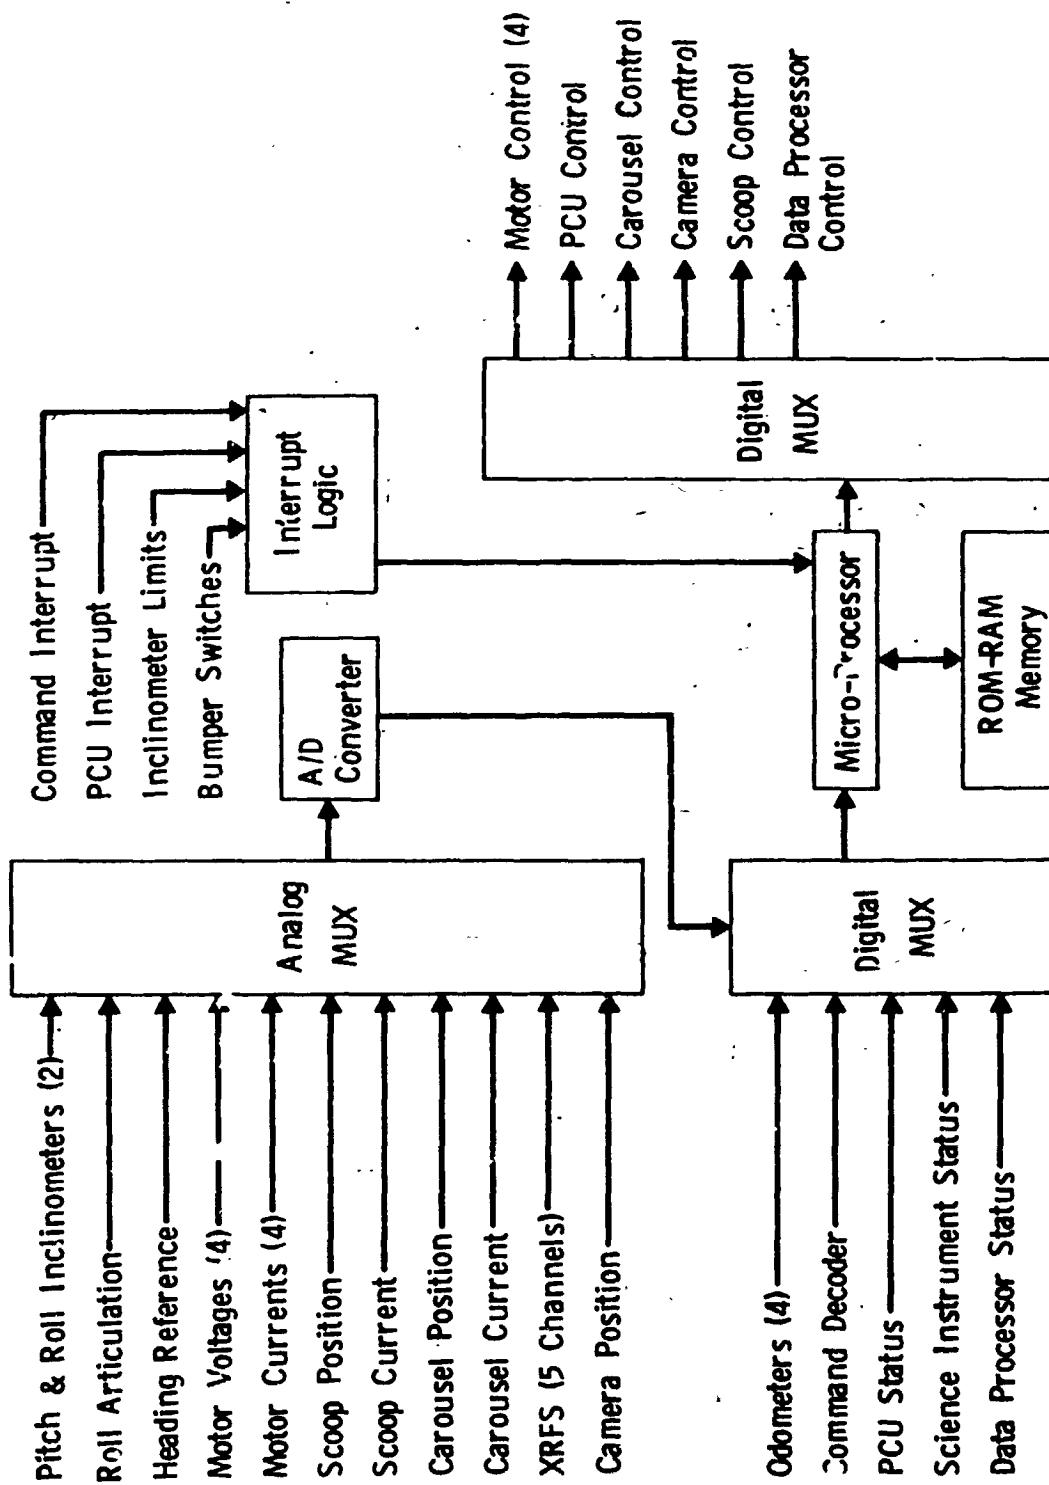 Pitch & Roll Inclinometers (2)
Roll Articulation
Heading Reference
Motor Voltages (4)
Motor Currents (4)
Scoop Position
Scoop Current
Carousel Position
Carousel Current
XRFS (5 Channels)
Camera Position
Analog
MUX
A/D
Converter
Command Interrupt
PCU Interrupt
Inclinometer Limits
Bumper Switches
Interrupt
Logic
Odometers (4)
Command Decoder
PCU Status
Science Instrument Status
Data Processor Status
Digital
MUX
Micro-Processor
ROM-RAM
Memory
Digital
MUX
Motor Control (4)
PCU Control
Carousel Control
Camera Control
Scoop Control
Data Processor
Control